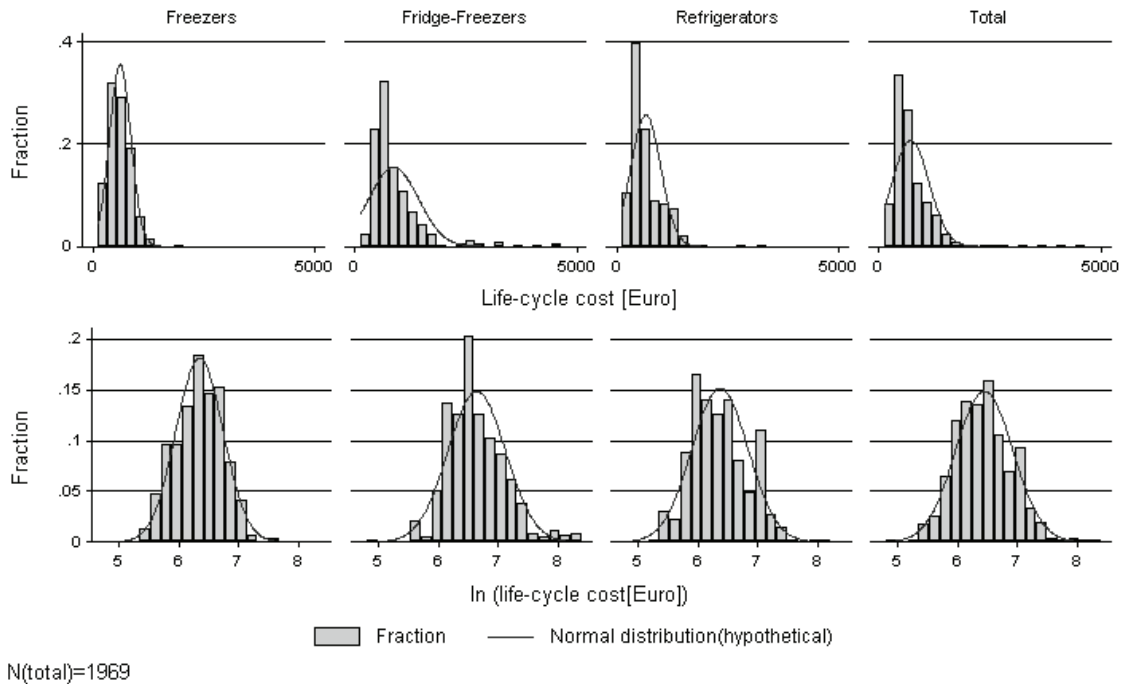 Freezers Fridge-Freezers Refrigerators Total
.4
.2
0
Fraction
0 5000 0 5000 0 5000 0 5000
Life-cycle cost [Euro]
.2
.15
.1
.05
0
Fraction
5 6 7 8 5 6 7 8 5 6 7 8 5 6 7 8
ln (life-cycle cost[Euro])
Fraction Normal distribution(hypothetical)
N(total)=1969